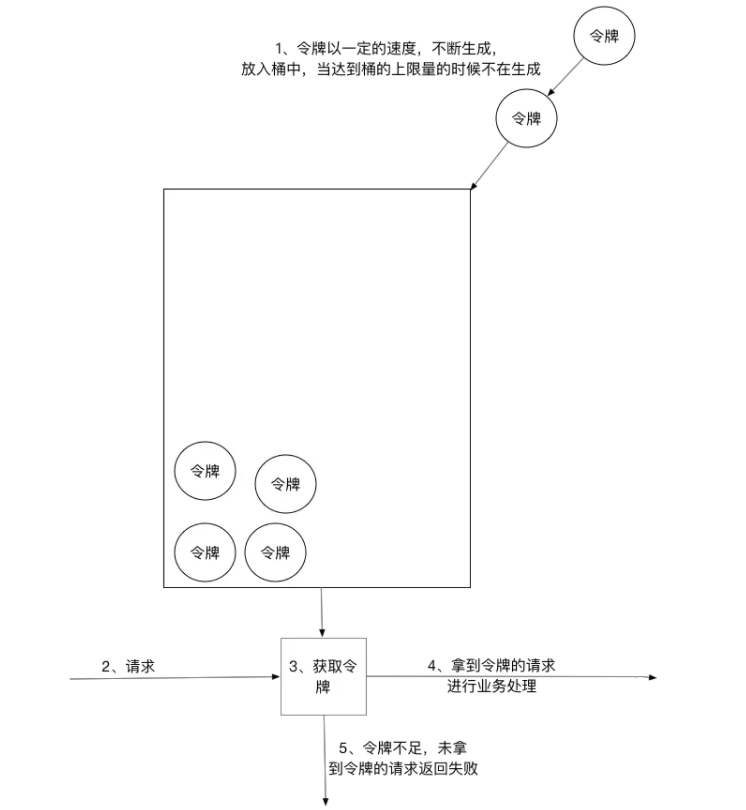 令牌
1、令牌以一定的速度，不断生成，
放入桶中，当达到桶的上限量的时候不在生成
令牌
令牌
令牌
令牌
令牌
2、请求
3、获取令
牌
4、拿到令牌的请求
进行业务处理
5、令牌不足，未拿
到令牌的请求返回失败